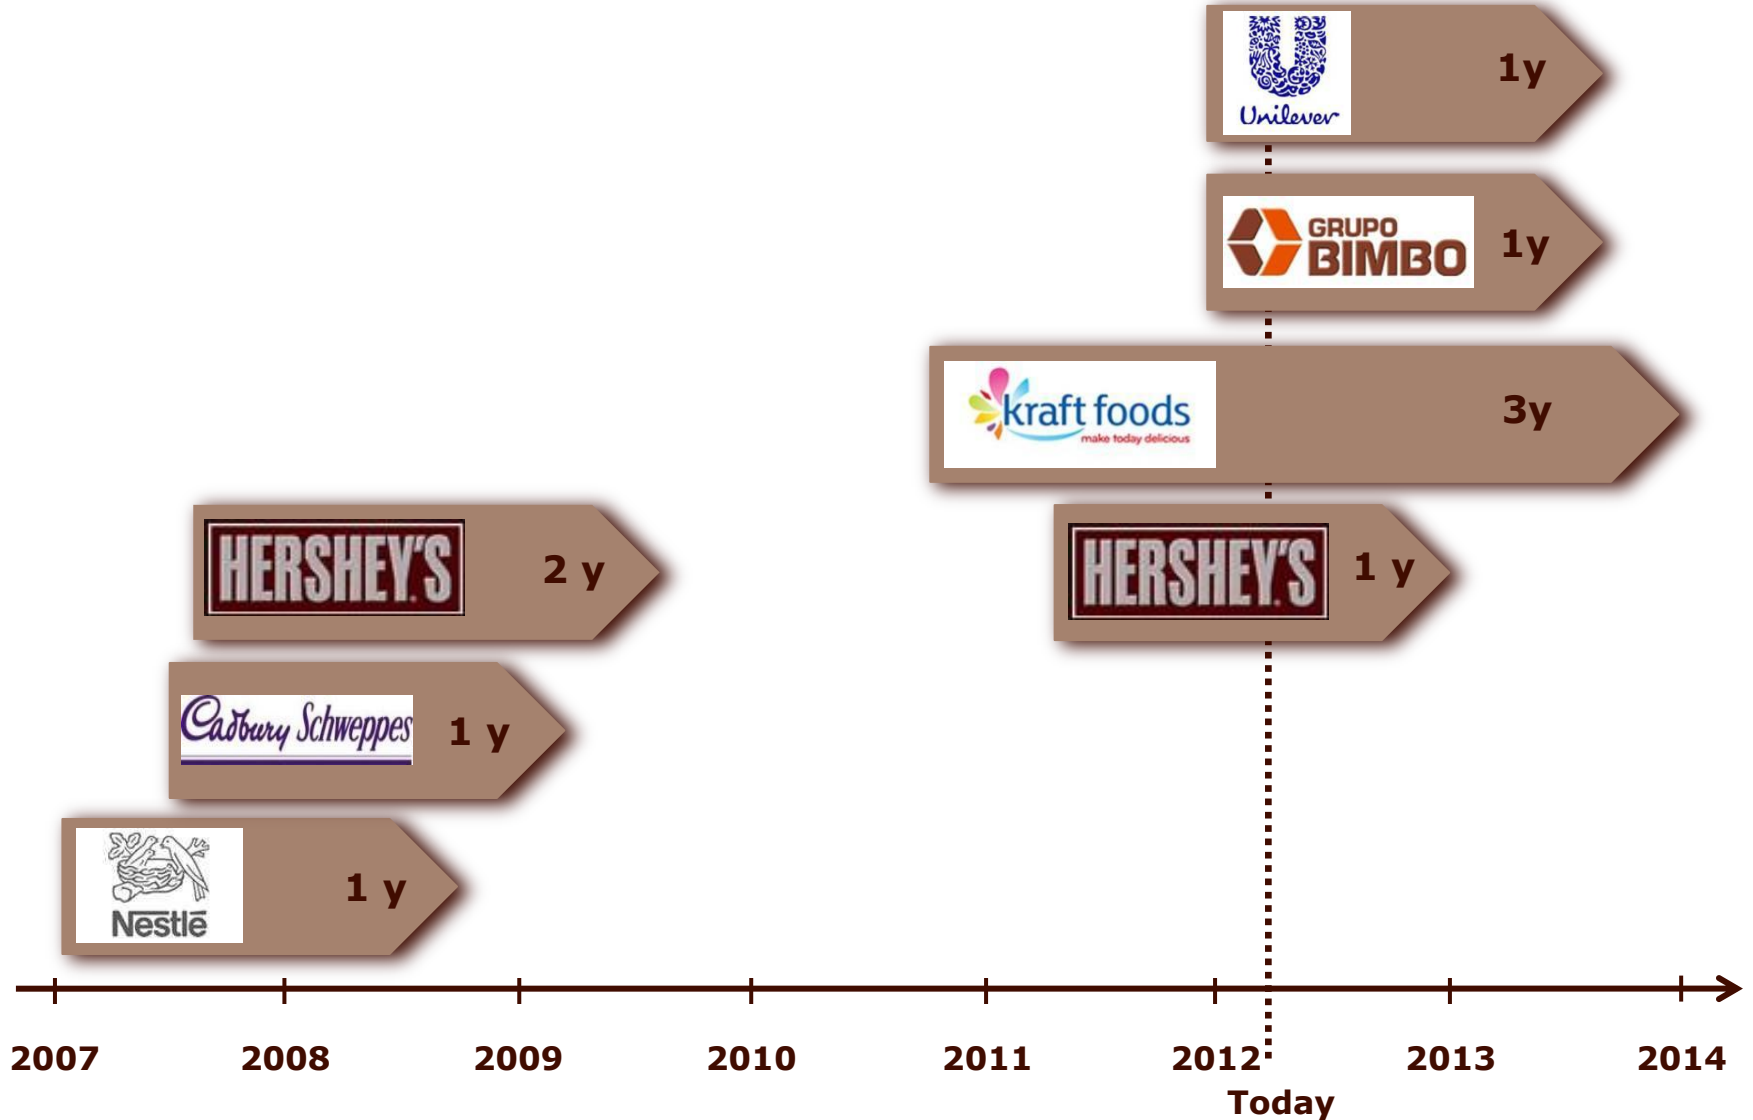 Unilever
1y
GRUPO
BIMBO
1y
kraft foods
make today delicious
3y
HERSHEY'S
2 y
HERSHEY'S
1 y
Cadbury Schweppes
1 y
Nestlé
1 y
2007 2008 2009 2010 2011 2012 2013 2014
Today